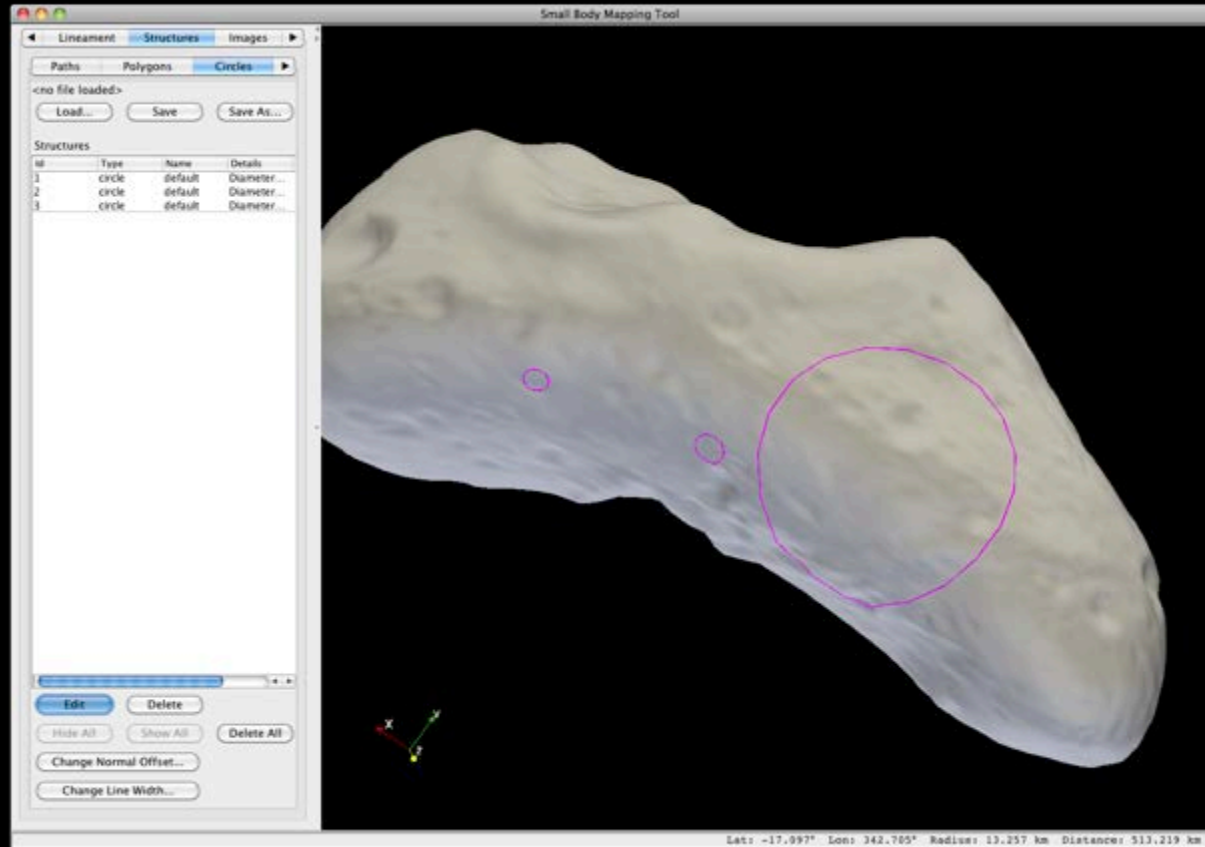 Small Body Mapping Tool
Lineament Structures Images
Paths Polygons Circles
<no file loaded>
Load... Save Save As...
Structures
Id Type Name Details
1 circle default Diameter...
2 circle default Diameter...
3 circle default Diameter...
Edit Delete
Hide All Show All Delete All
Change Normal Offset...
Change Line Width...
X Y Z
Lat: -17.097° Lon: 342.705° Radius: 13.257 km Distance: 513.219 km